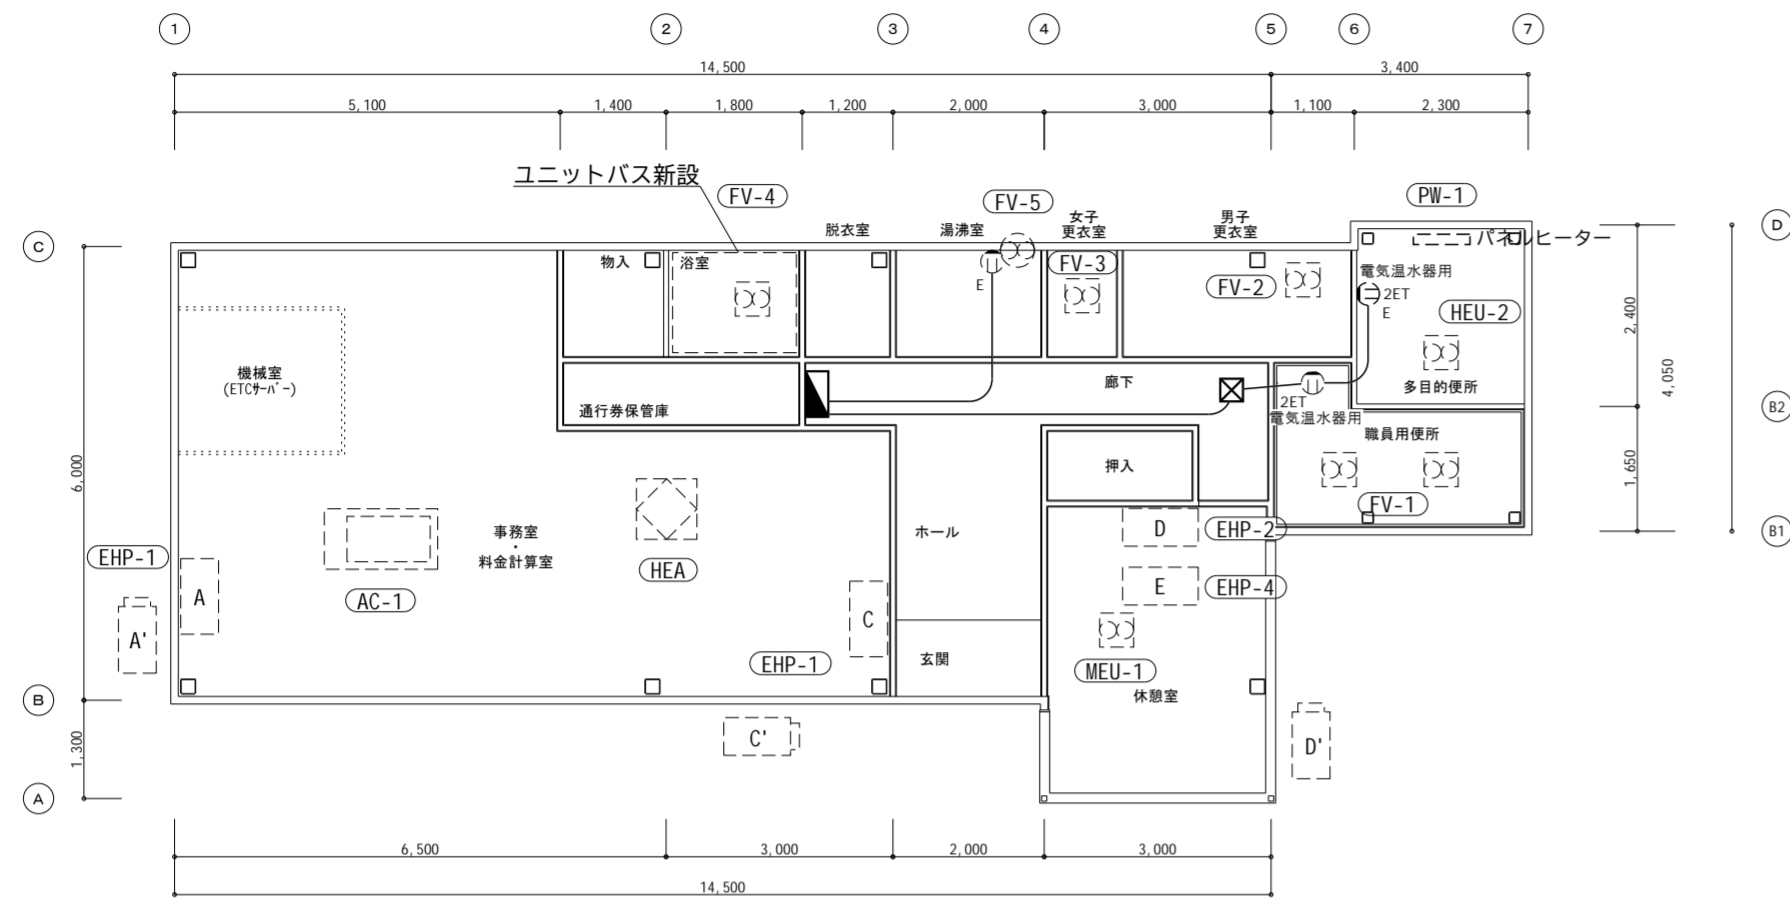 1 2 3 4 5 6 7
14,500 3,400
5,100 1,400 1,800 1,200 2,000 3,000 1,100 2,300
ユニットバス新設
FV-4
FV-5
PW-1
脱衣室
湯沸室
女子
更衣室
男子
更衣室
C
D
物入
浴室
E
FV-3
FV-2
パネルヒーター
電気温水器用
2ET
E
HEU-2
2,400
4,050
機械室
(ETCサーバー)
廊下
多目的便所
通行券保管庫
2ET
電気温水器用
B2
職員用便所
押入
1,650
6,000
FV-1
事務室
・
料金計算室
ホール
D
EHP-2
B1
EHP-1
A
AC-1
HEA
E
EHP-4
A'
C
EHP-1
玄関
MEU-1
休憩室
B
1,300
C'
D'
A
6,500 3,000 2,000 3,000
14,500